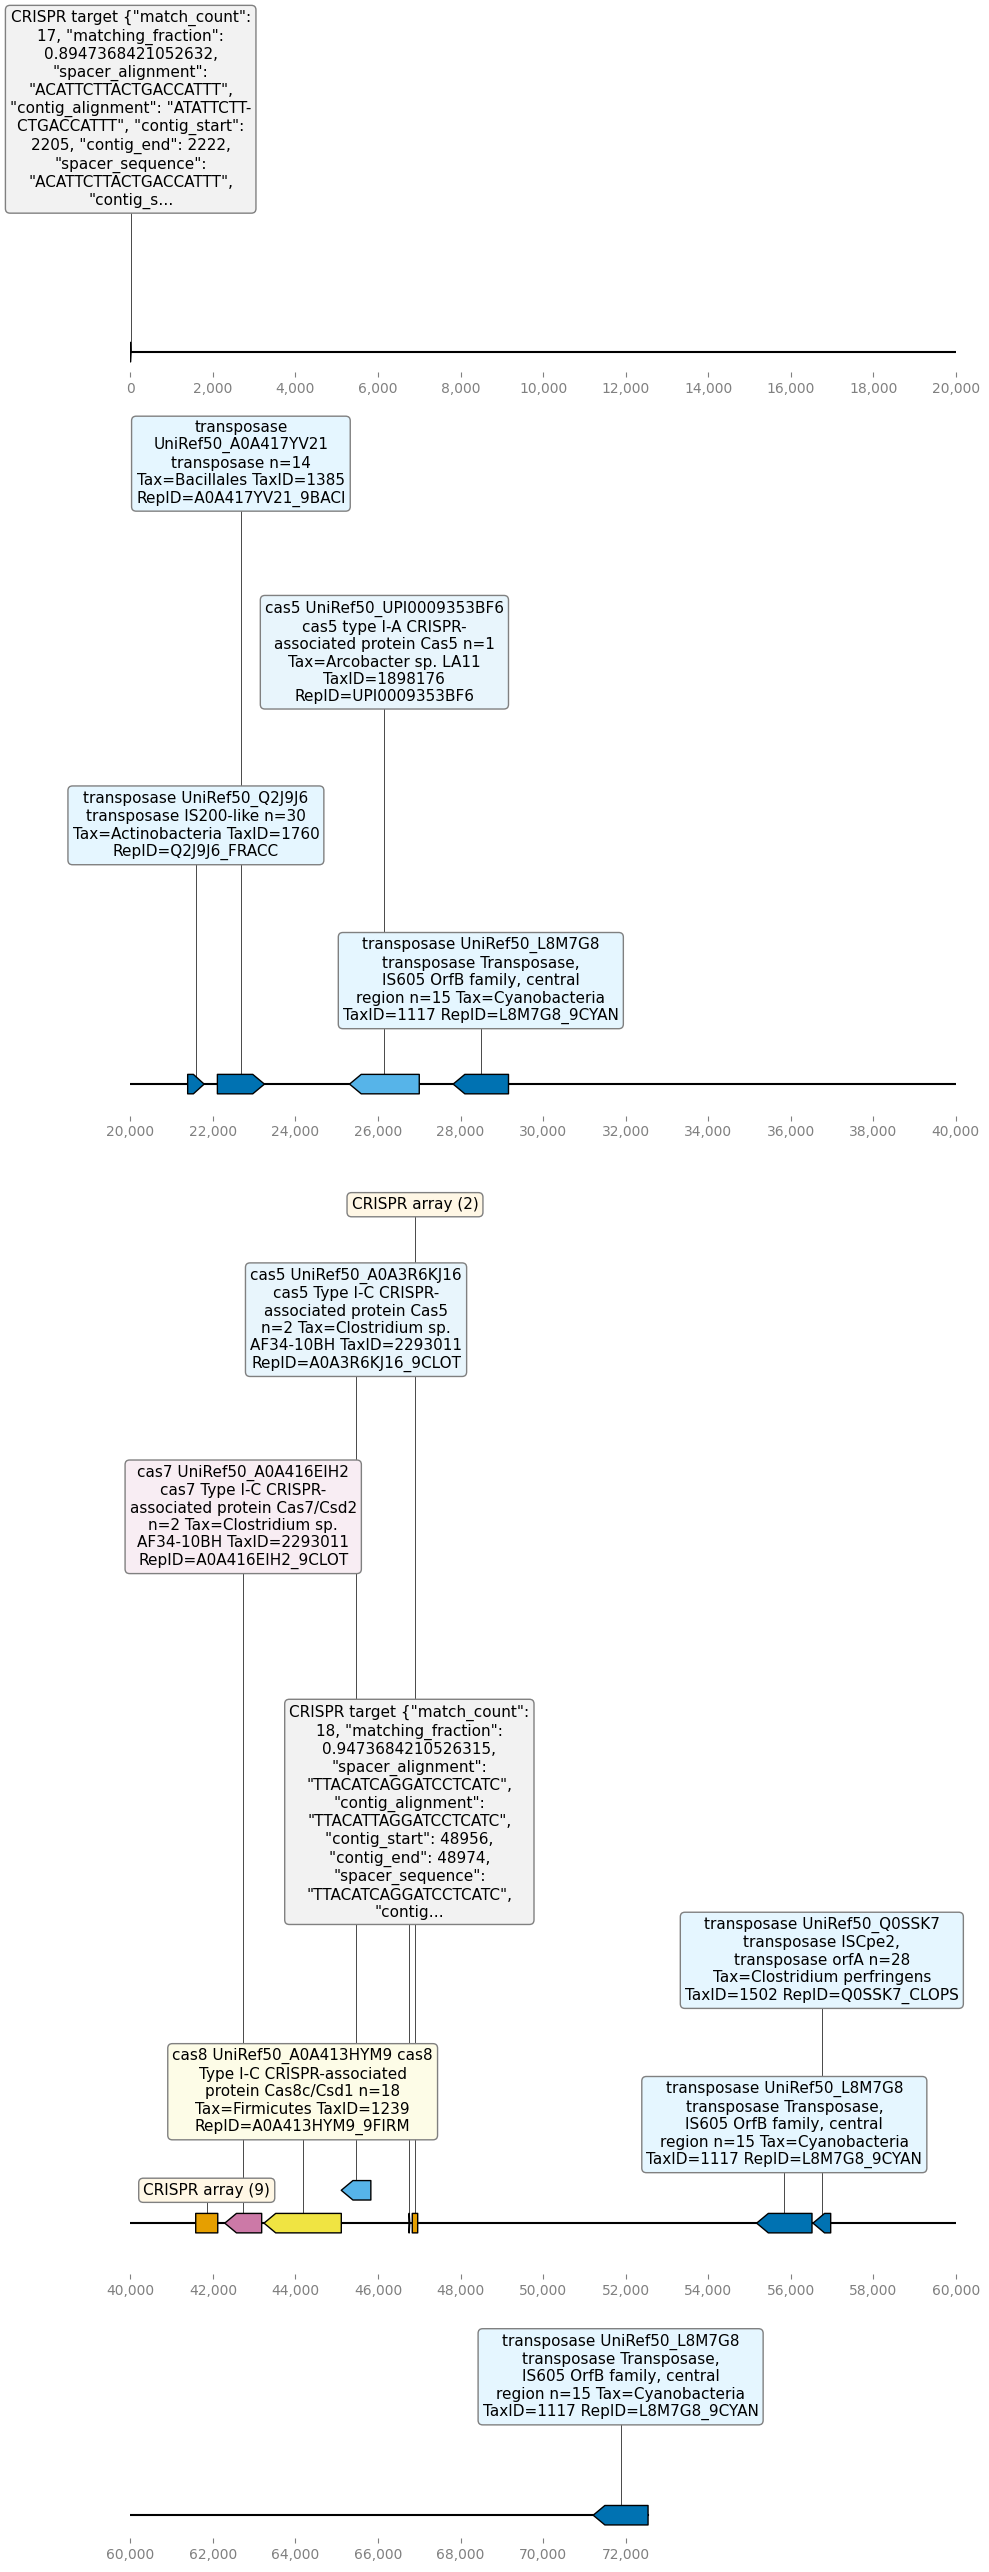 CRISPR target {"match_count":
17, "matching_fraction":
0.8947368421052632,
"spacer_alignment":
"ACATTCTTACTGACCATTT",
"contig_alignment": "ATATTCTT-
CTGACCATTT", "contig_start":
2205, "contig_end": 2222,
"spacer_sequence":
"ACATTCTTACTGACCATTT",
"contig_s...
0
2,000
4,000
6,000
8,000
10,000
12,000
14,000
16,000
18,000
20,000
transposase
UniRef50_A0A417YV21
transposase n=14
Tax=Bacillales TaxID=1385
RepID=A0A417YV21_9BACI
cas5 UniRef50_UPI0009353BF6
cas5 type I-A CRISPR-
associated protein Cas5 n=1
Tax=Arcobacter sp. LA11
TaxID=1898176
RepID=UPI0009353BF6
transposase UniRef50_Q2J9J6
transposase IS200-like n=30
Tax=Actinobacteria TaxID=1760
RepID=Q2J9J6_FRACC
transposase UniRef50_L8M7G8
transposase Transposase,
IS605 OrfB family, central
region n=15 Tax=Cyanobacteria
TaxID=1117 RepID=L8M7G8_9CYAN
20,000
22,000
24,000
26,000
28,000
30,000
32,000
34,000
36,000
38,000
40,000
CRISPR array (2)
cas5 UniRef50_A0A3R6KJ16
cas5 Type I-C CRISPR-
associated protein Cas5
n=2 Tax=Clostridium sp.
AF34-10BH TaxID=2293011
RepID=A0A3R6KJ16_9CLOT
cas7 UniRef50_A0A416EIH2
cas7 Type I-C CRISPR-
associated protein Cas7/Csd2
n=2 Tax=Clostridium sp.
AF34-10BH TaxID=2293011
RepID=A0A416EIH2_9CLOT
CRISPR target {"match_count":
18, "matching_fraction":
0.9473684210526315,
"spacer_alignment":
"TTACATCAGGATCCTCATC",
"contig_alignment":
"TTACATTAGGATCCTCATC",
"contig_start": 48956,
"contig_end": 48974,
"spacer_sequence":
"TTACATCAGGATCCTCATC",
"contig...
transposase UniRef50_Q0SSK7
transposase ISCpe2,
transposase orfA n=28
Tax=Clostridium perfringens
TaxID=1502 RepID=Q0SSK7_CLOPS
cas8 UniRef50_A0A413HYM9 cas8
Type I-C CRISPR-associated
protein Cas8c/Csd1 n=18
Tax=Firmicutes TaxID=1239
RepID=A0A413HYM9_9FIRM
transposase UniRef50_L8M7G8
transposase Transposase,
IS605 OrfB family, central
region n=15 Tax=Cyanobacteria
TaxID=1117 RepID=L8M7G8_9CYAN
CRISPR array (9)
40,000
42,000
44,000
46,000
48,000
50,000
52,000
54,000
56,000
58,000
60,000
transposase UniRef50_L8M7G8
transposase Transposase,
IS605 OrfB family, central
region n=15 Tax=Cyanobacteria
TaxID=1117 RepID=L8M7G8_9CYAN
60,000
62,000
64,000
66,000
68,000
70,000
72,000